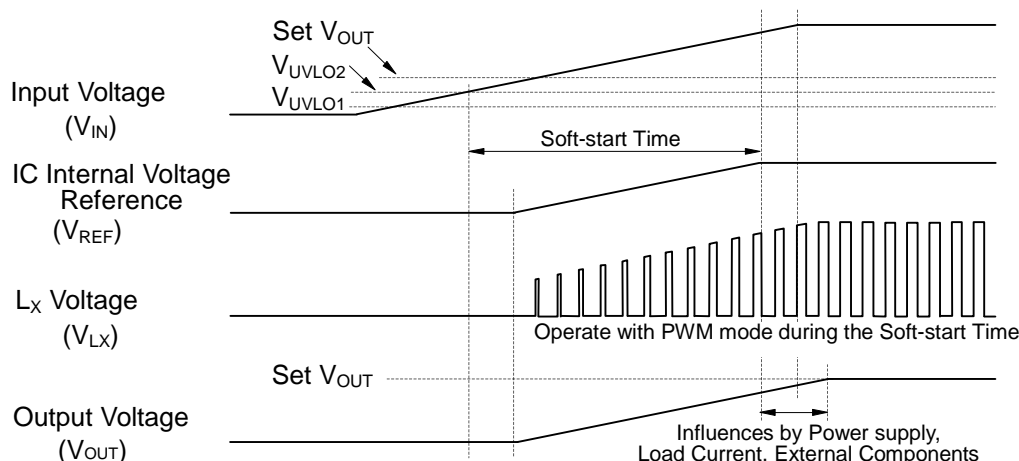 Set VOUT
VUVLO2
VUVLO1
Input Voltage
(VIN)
Soft-start Time
IC Internal Voltage
Reference
(VREF)
LX Voltage
(VLX)
Operate with PWM mode during the Soft-start Time
Set VOUT
Output Voltage
(VOUT)
Influences by Power supply,
Load Current, External Components